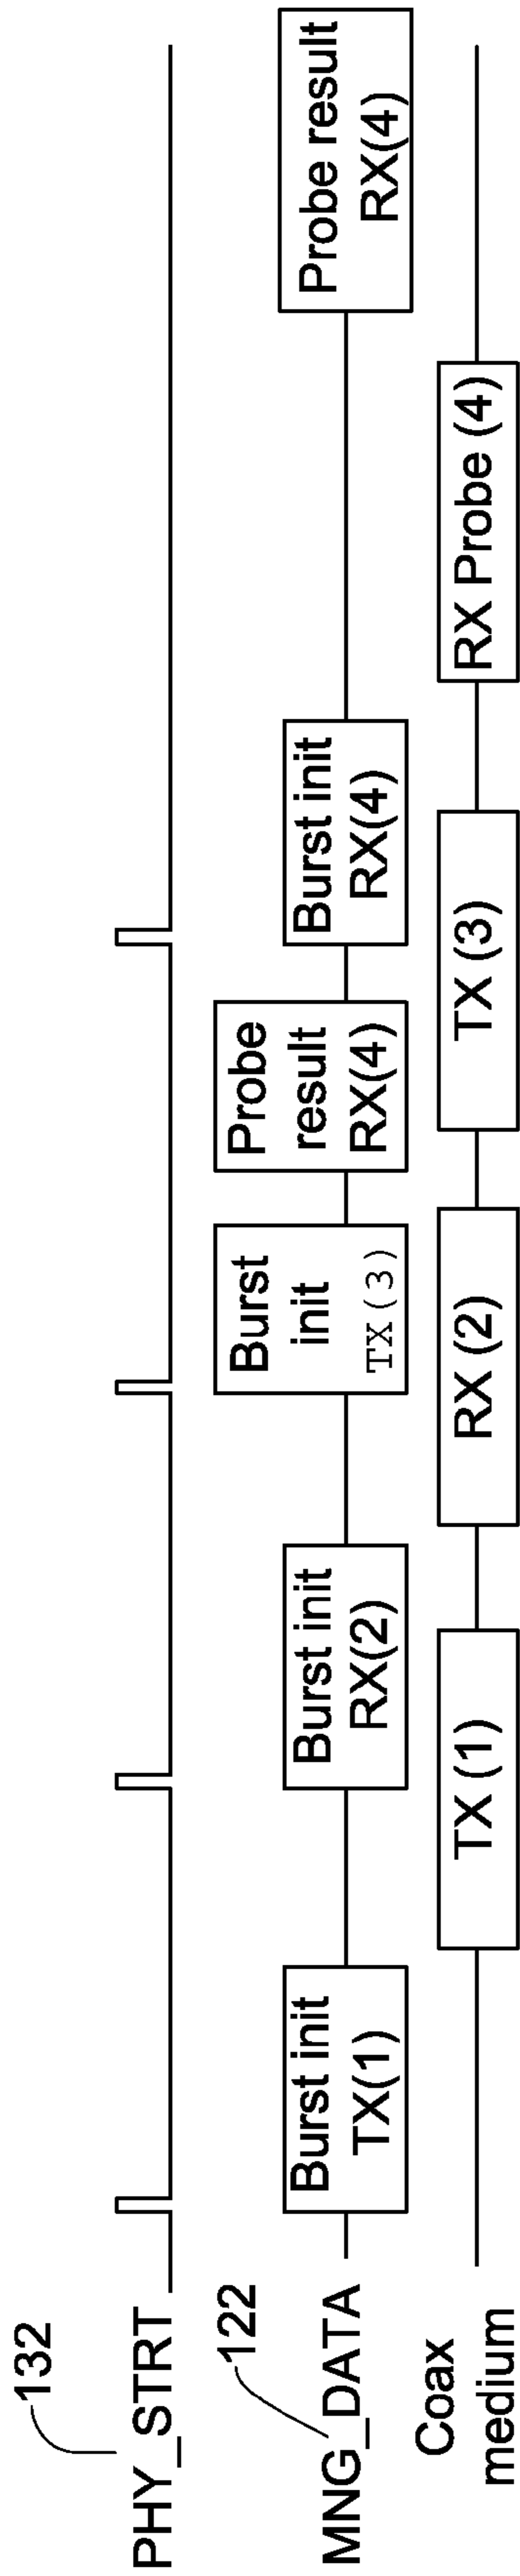 132
PHY_STRT
122
MNG_DATA
Burst init
TX(1)
Burst init
RX(2)
Burst
init
TX(3)
Probe
result
RX(4)
Burst init
RX(4)
Probe result
RX(4)
Coax
medium
TX (1)
RX (2)
TX (3)
RX Probe (4)